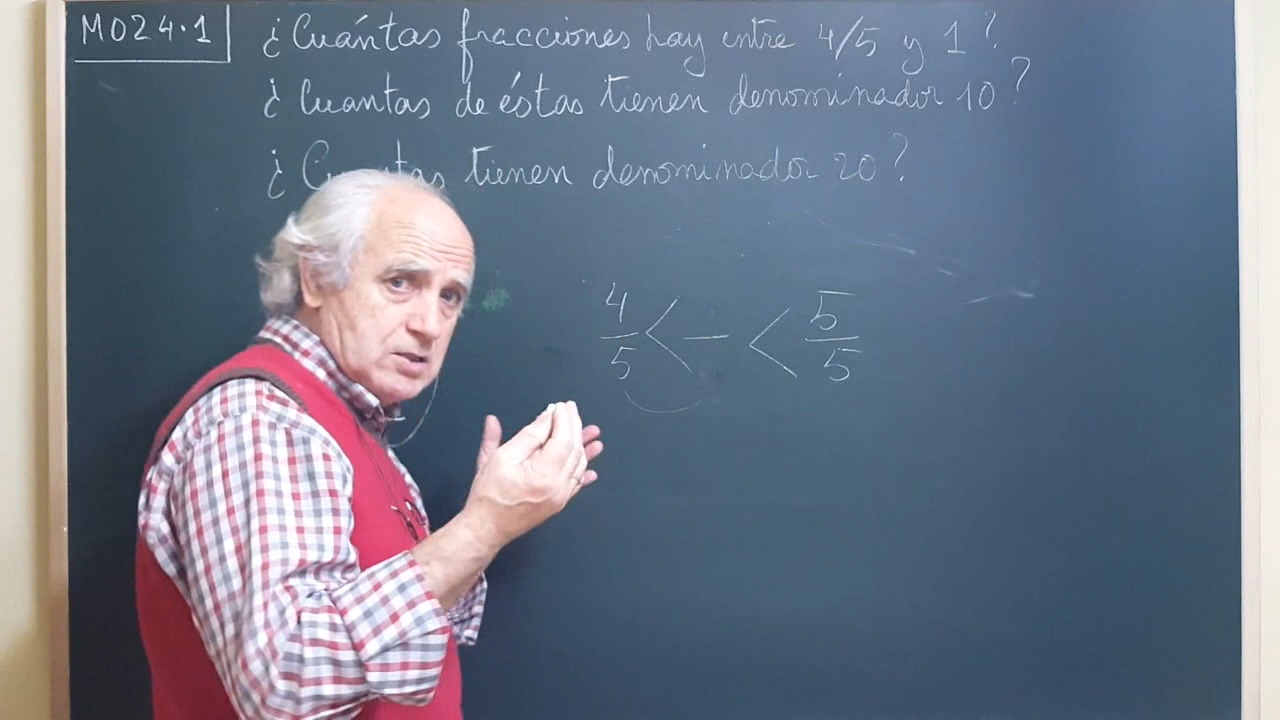 M024.1
¿Cuántas fracciones hay entre 4/5 y 1?
¿Cuantas de éstas tienen denominador 10?
¿ tienen denominador 20?
4/5 < — < 5/5